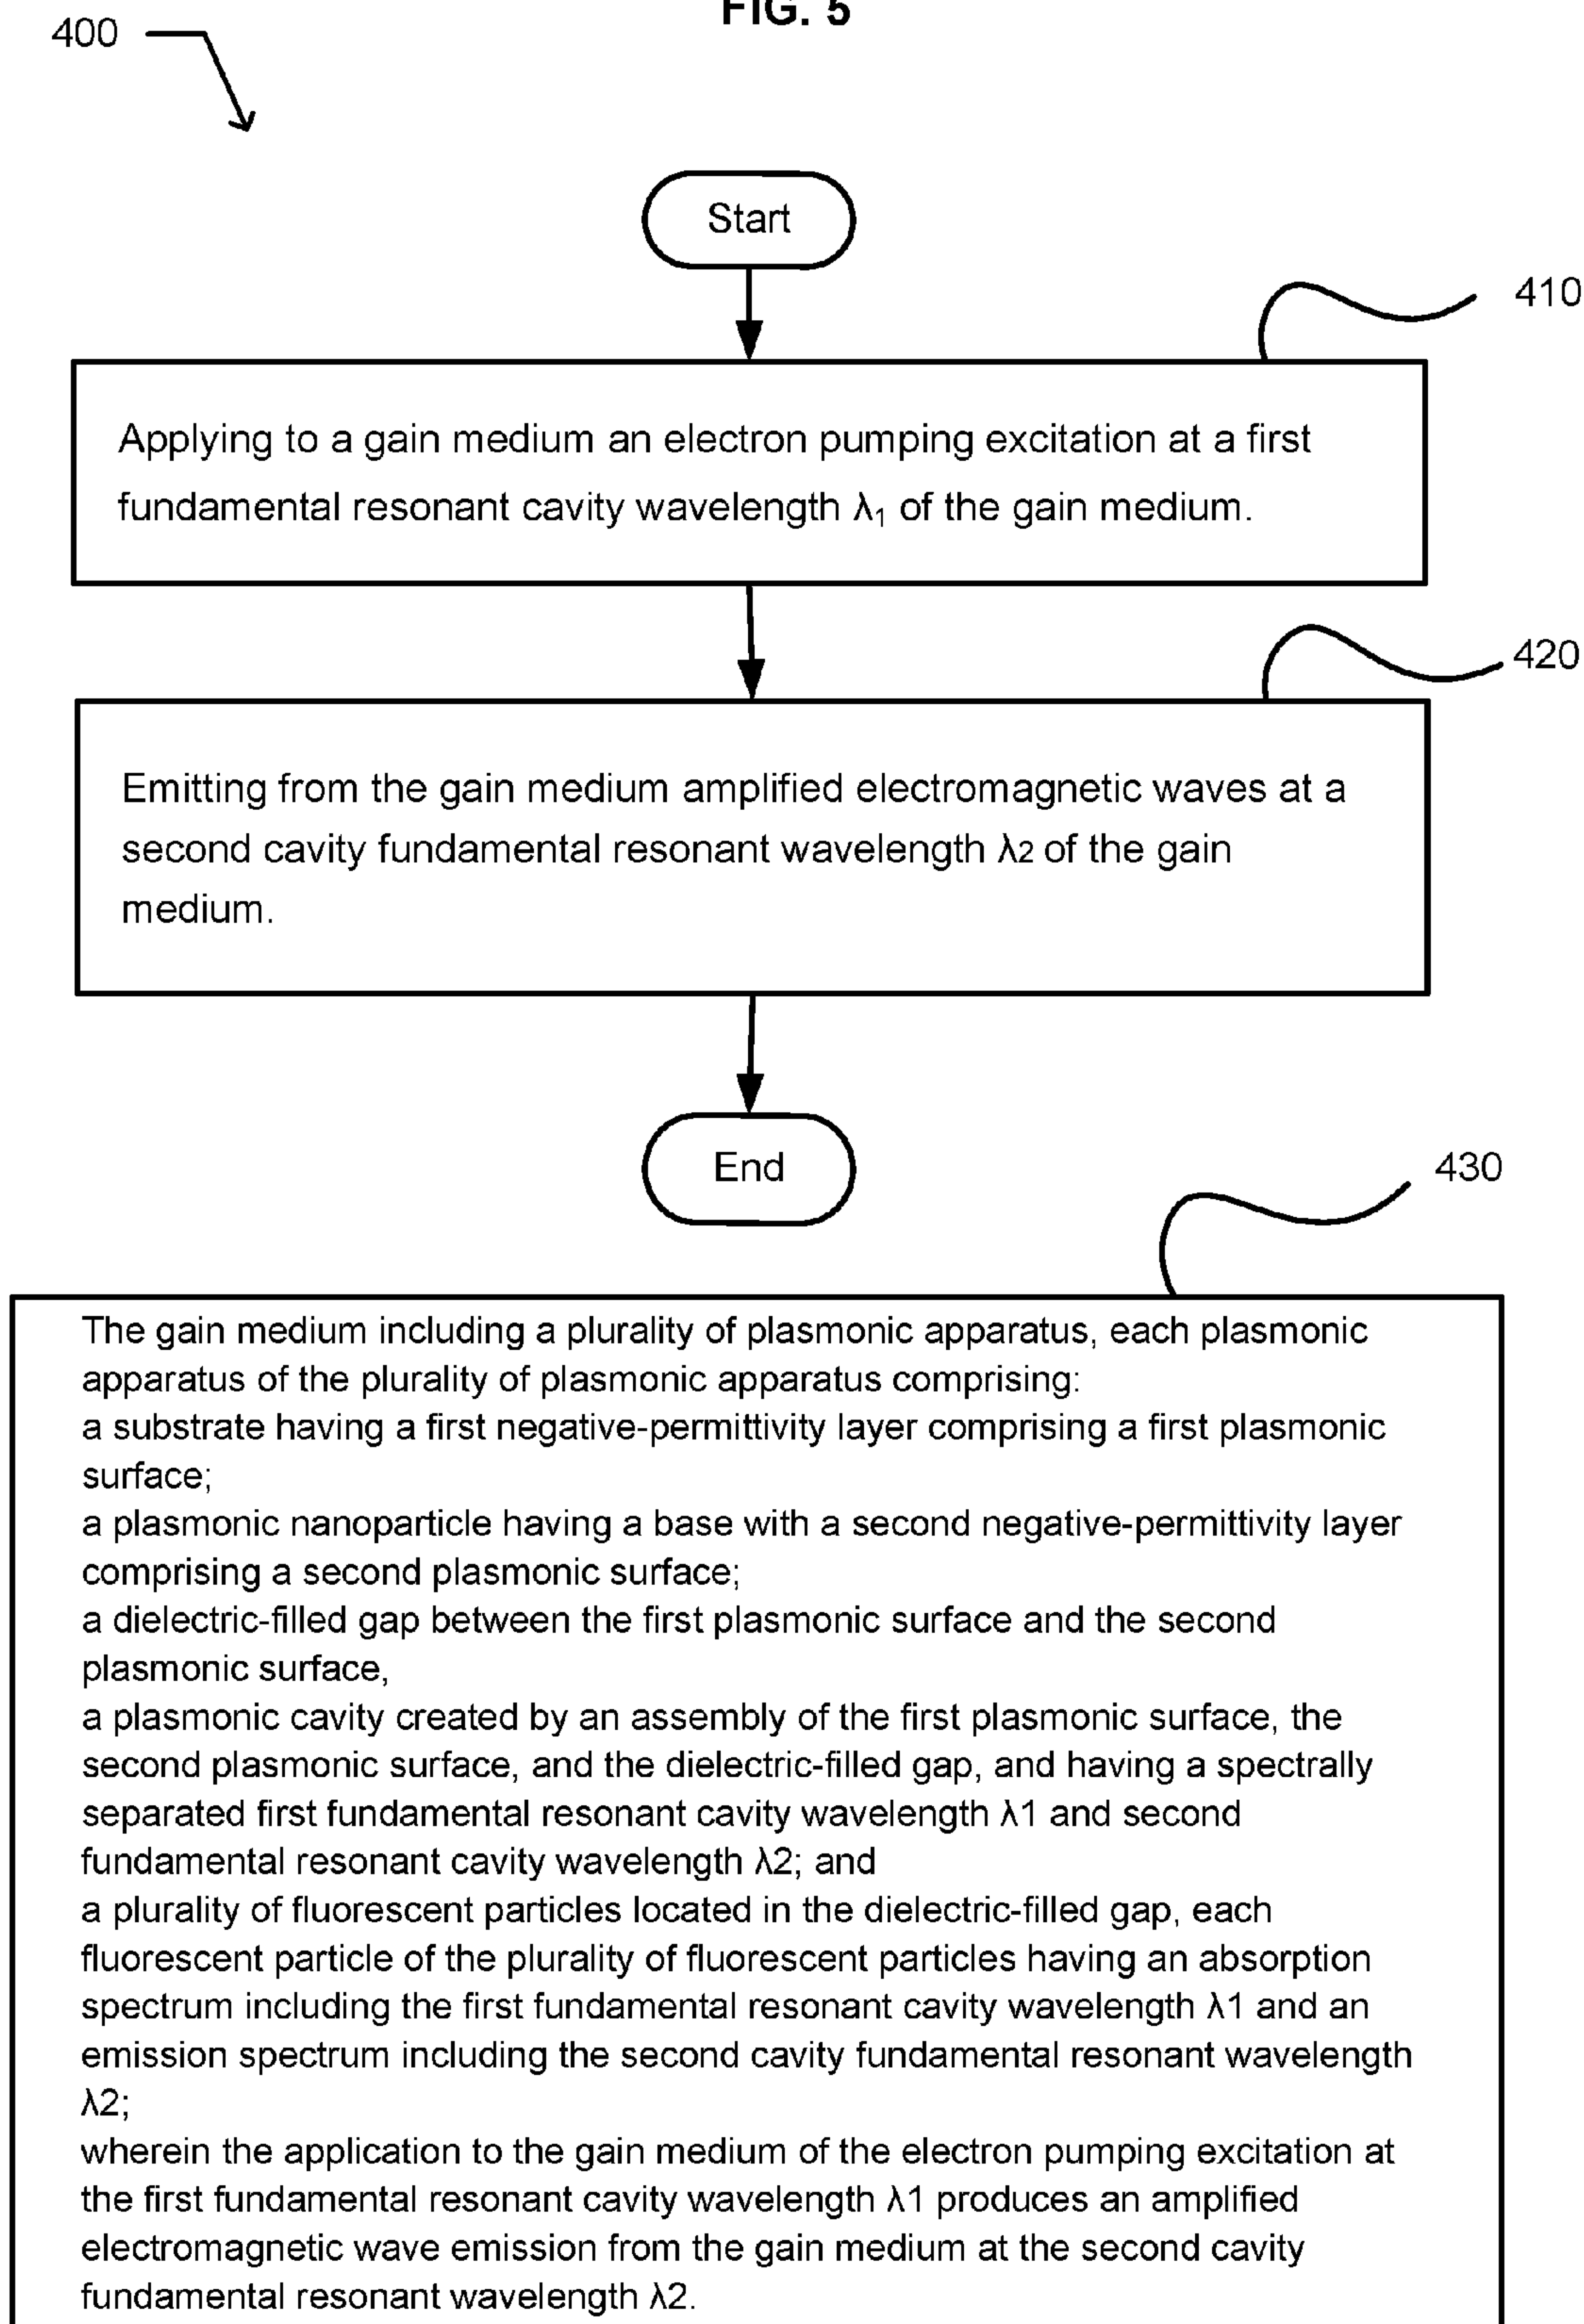 FIG. 5
400
Start
410
Applying to a gain medium an electron pumping excitation at a first
fundamental resonant cavity wavelength λ₁ of the gain medium.
420
Emitting from the gain medium amplified electromagnetic waves at a
second cavity fundamental resonant wavelength λ2 of the gain
medium.
End
430
The gain medium including a plurality of plasmonic apparatus, each plasmonic
apparatus of the plurality of plasmonic apparatus comprising:
a substrate having a first negative-permittivity layer comprising a first plasmonic
surface;
a plasmonic nanoparticle having a base with a second negative-permittivity layer
comprising a second plasmonic surface;
a dielectric-filled gap between the first plasmonic surface and the second
plasmonic surface,
a plasmonic cavity created by an assembly of the first plasmonic surface, the
second plasmonic surface, and the dielectric-filled gap, and having a spectrally
separated first fundamental resonant cavity wavelength λ1 and second
fundamental resonant cavity wavelength λ2; and
a plurality of fluorescent particles located in the dielectric-filled gap, each
fluorescent particle of the plurality of fluorescent particles having an absorption
spectrum including the first fundamental resonant cavity wavelength λ1 and an
emission spectrum including the second cavity fundamental resonant wavelength
λ2;
wherein the application to the gain medium of the electron pumping excitation at
the first fundamental resonant cavity wavelength λ1 produces an amplified
electromagnetic wave emission from the gain medium at the second cavity
fundamental resonant wavelength λ2.